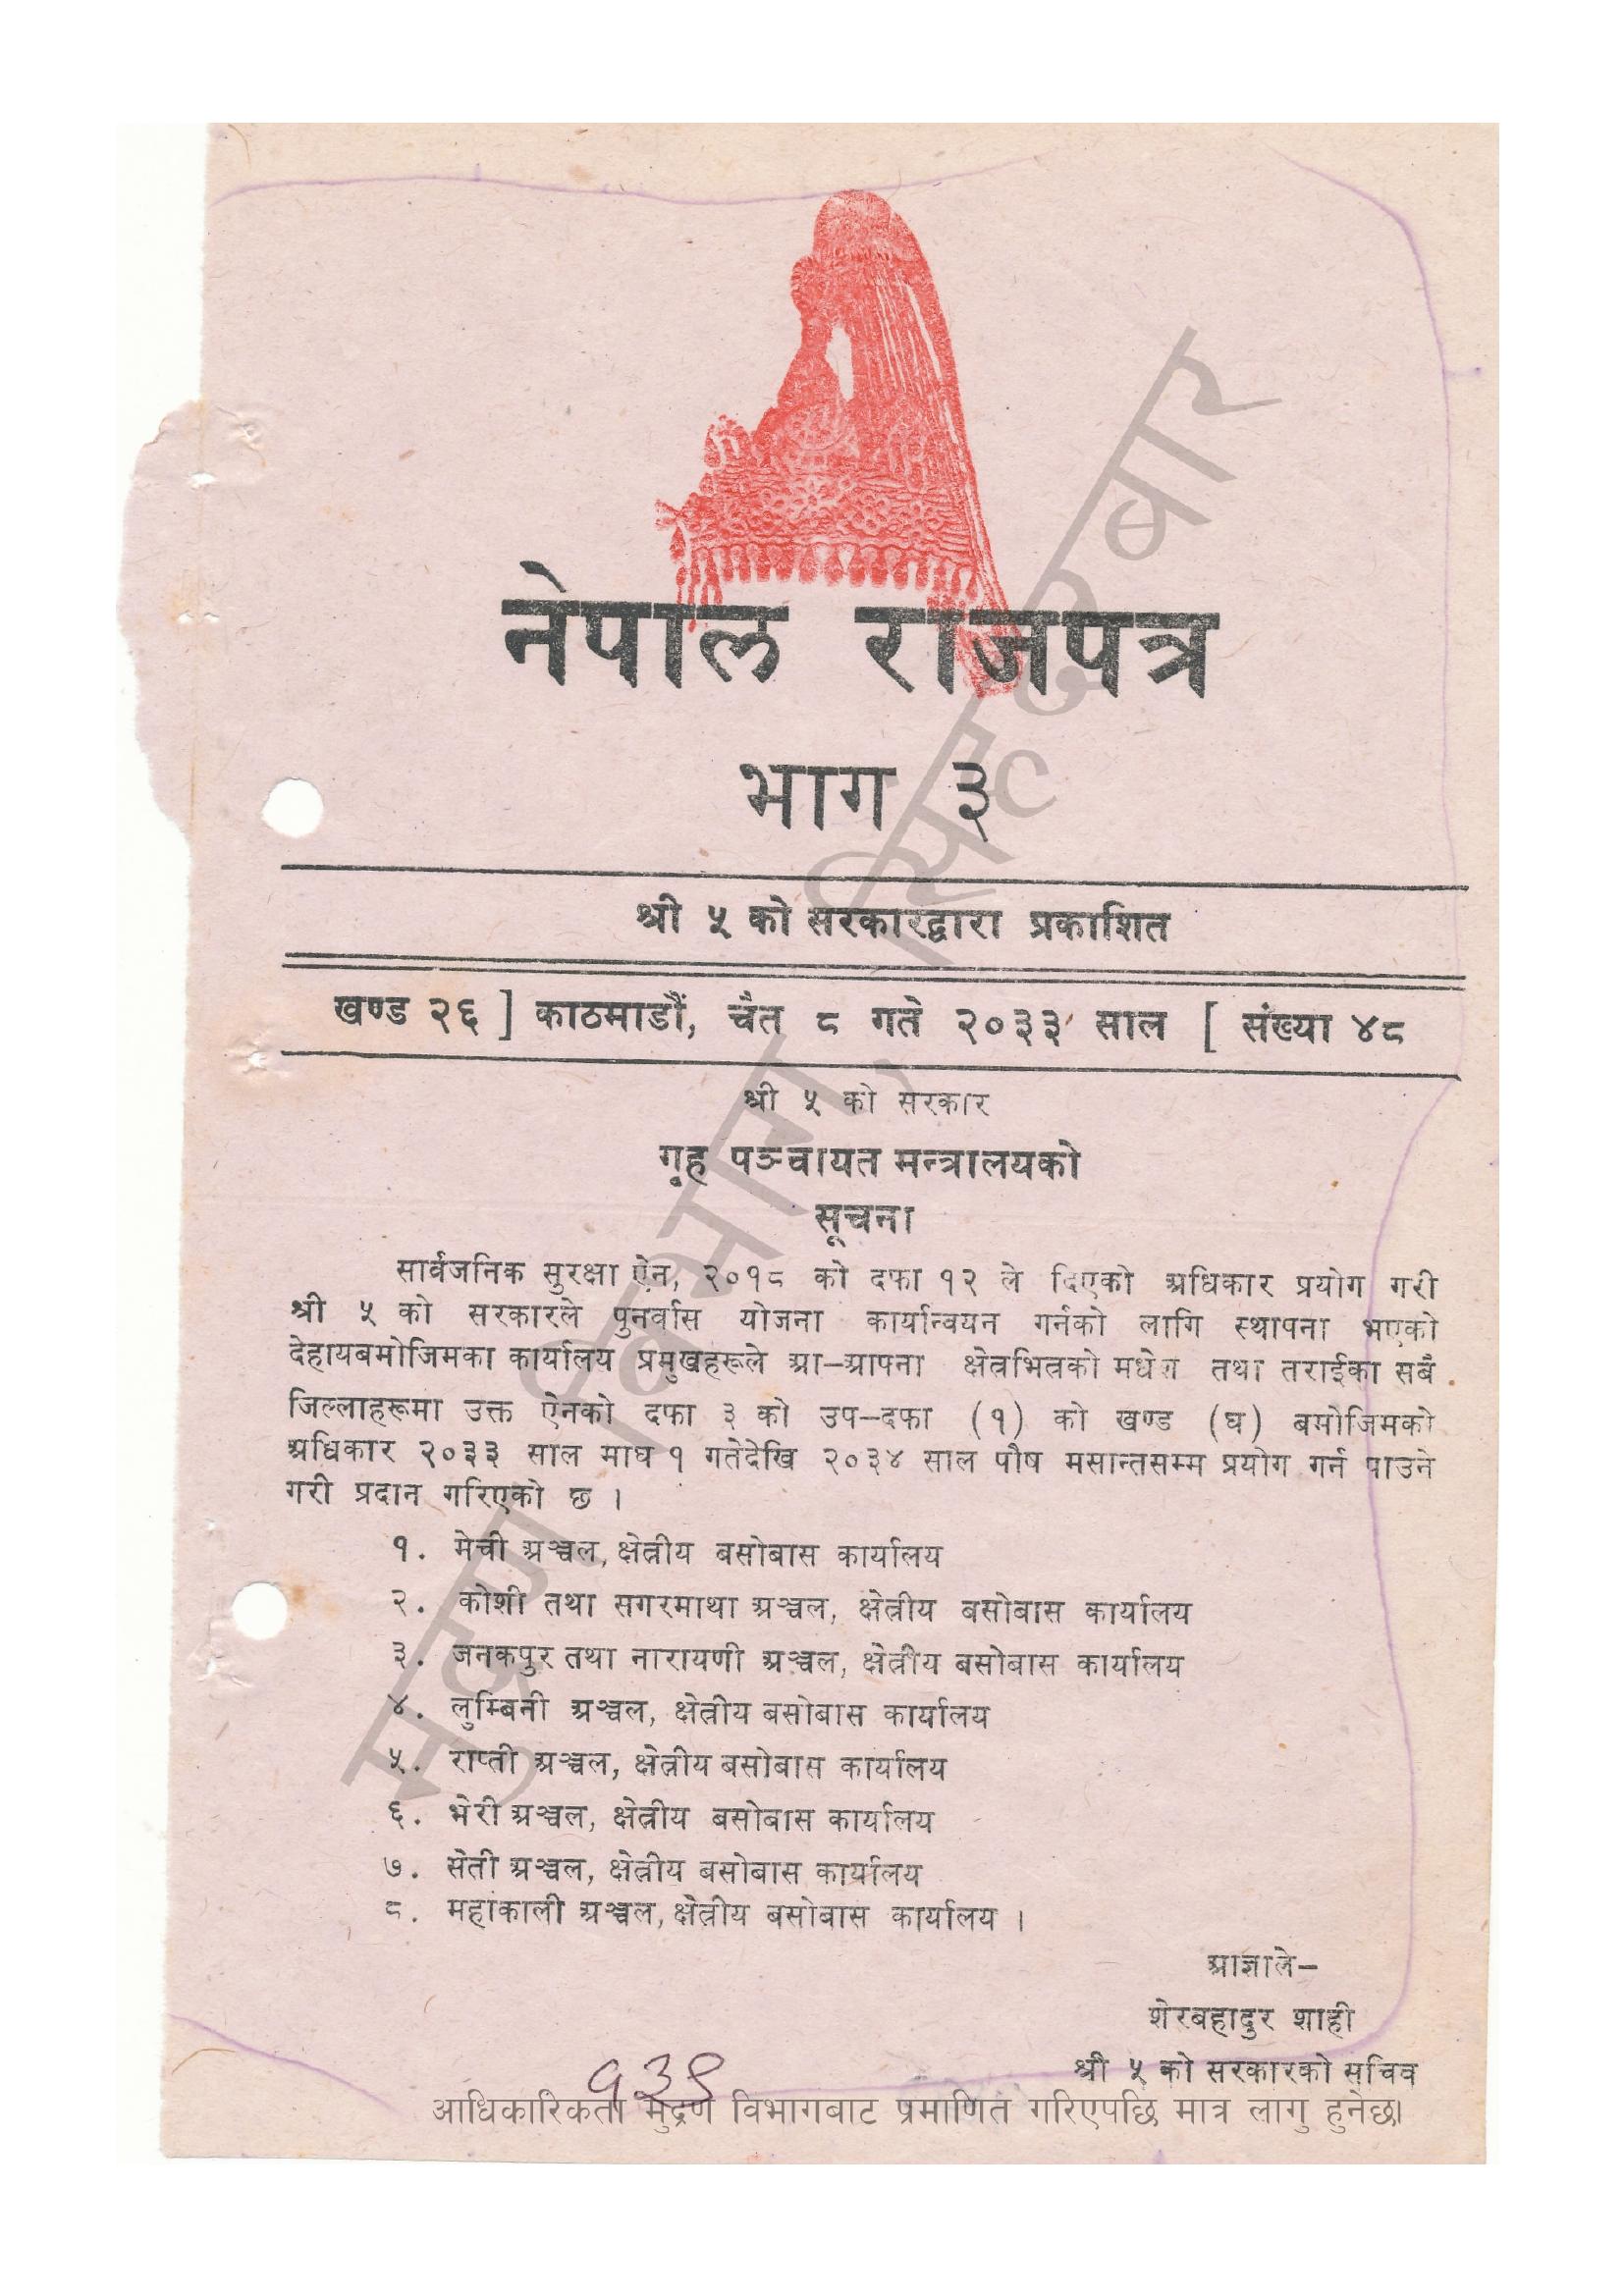 नेपाल राजपत्र
भाग ३
श्री ५ को सरकारद्वारा प्रकाशित
खण्ड २६ ] काठमाडौं, चैत ८ गते २०३३ साल [ संख्या ४८
श्री ५ को सरकार
गृह पञ्चायत मन्त्रालयको
सूचना
सार्वजनिक सुरक्षा ऐन, २०१८ को दफा १२ ले दिएको अधिकार प्रयोग गरी
श्री ५ को सरकारले पुनर्वास योजना कार्यान्वयन गर्नको लागि स्थापना भएको
देहायबमोजिमका कार्यालय प्रमुखहरूले आ-आपना क्षेत्रभित्रको मधेश तथा तराईका सबै
जिल्लाहरूमा उक्त ऐनको दफा ३ को उप-दफा (१) को खण्ड (घ) बमोजिमको
अधिकार २०३३ साल माघ १ गतेदेखि २०३४ साल पौष मसान्तसम्म प्रयोग गर्न पाउने
गरी प्रदान गरिएको छ ।
१. मेची अञ्चल, क्षेत्रीय बसोबास कार्यालय
२. कोशी तथा सगरमाथा अञ्चल, क्षेत्रीय बसोबास कार्यालय
३. जनकपुर तथा नारायणी अञ्चल, क्षेत्रीय बसोबास कार्यालय
४. लुम्बिनी अञ्चल, क्षेत्रीय बसोबास कार्यालय
५. राप्ती अञ्चल, क्षेत्रीय बसोबास कार्यालय
६. भेरी अञ्चल, क्षेत्रीय बसोबास कार्यालय
७. सेती अञ्चल, क्षेत्रीय बसोबास कार्यालय
८. महाकाली अञ्चल, क्षेत्रीय बसोबास कार्यालय ।
आज्ञाले-
शेरबहादुर शाही
श्री ५ को सरकारको सचिव
१३९
आधिकारिकता मुद्रण विभागबाट प्रमाणित गरिएपछि मात्र लागु हुनेछ।
मुद्रण विभाग, सिंहदरबार